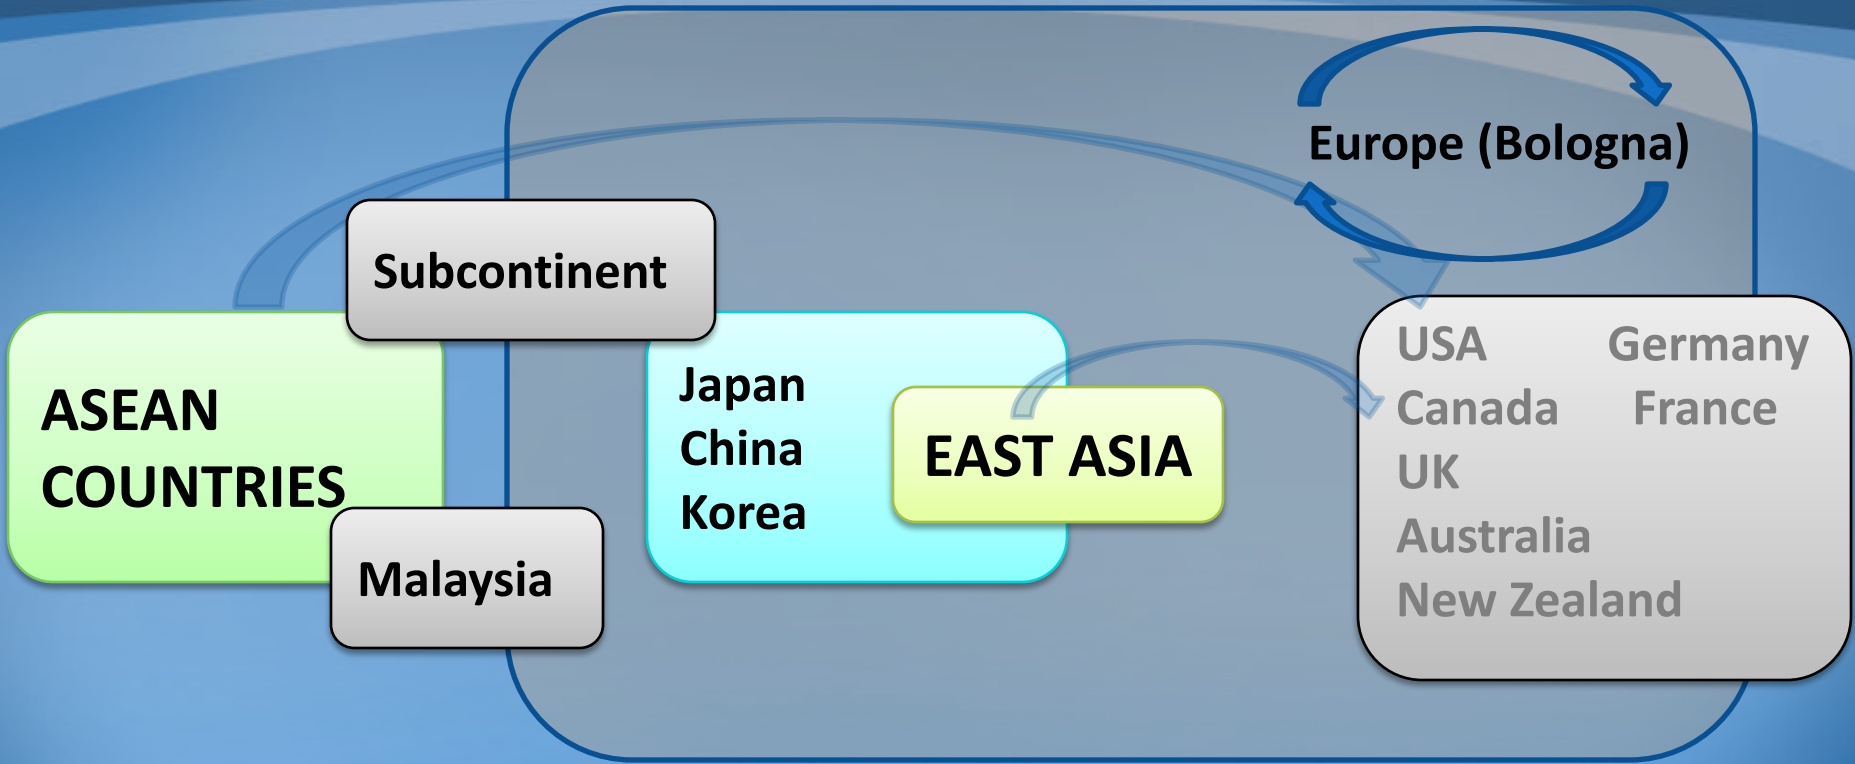 Europe (Bologna)
Subcontinent
ASEAN
COUNTRIES
Malaysia
Japan
China
Korea
EAST ASIA
USA Germany
Canada France
UK
Australia
New Zealand